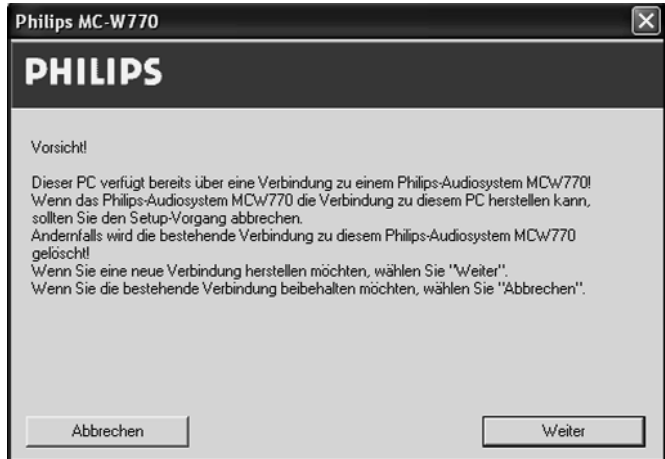 Philips MC-W770
PHILIPS
Vorsicht!
Dieser PC verfügt bereits über eine Verbindung zu einem Philips-Audiosystem MCW770!
Wenn das Philips-Audiosystem MCW770 die Verbindung zu diesem PC herstellen kann,
sollten Sie den Setup-Vorgang abbrechen.
Andernfalls wird die bestehende Verbindung zu diesem Philips-Audiosystem MCW770
gelöscht!
Wenn Sie eine neue Verbindung herstellen möchten, wählen Sie "Weiter".
Wenn Sie die bestehende Verbindung beibehalten möchten, wählen Sie "Abbrechen".
Abbrechen
Weiter